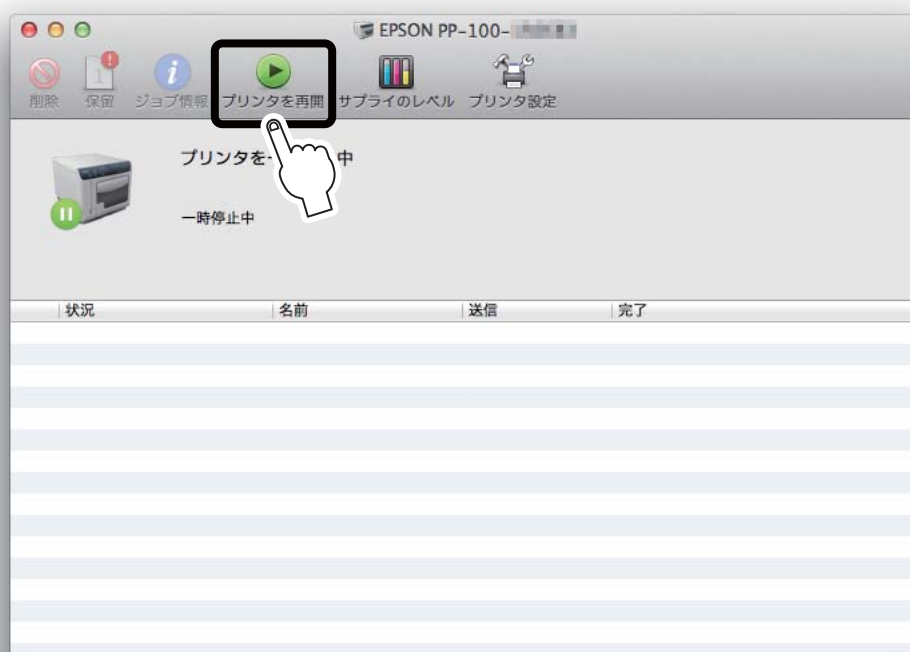 EPSON PP-100-
削除 保留 ジョブ情報 プリンタを再開 サプライのレベル プリンタ設定
プリンタを 中
一時停止中
状況 名前 送信 完了